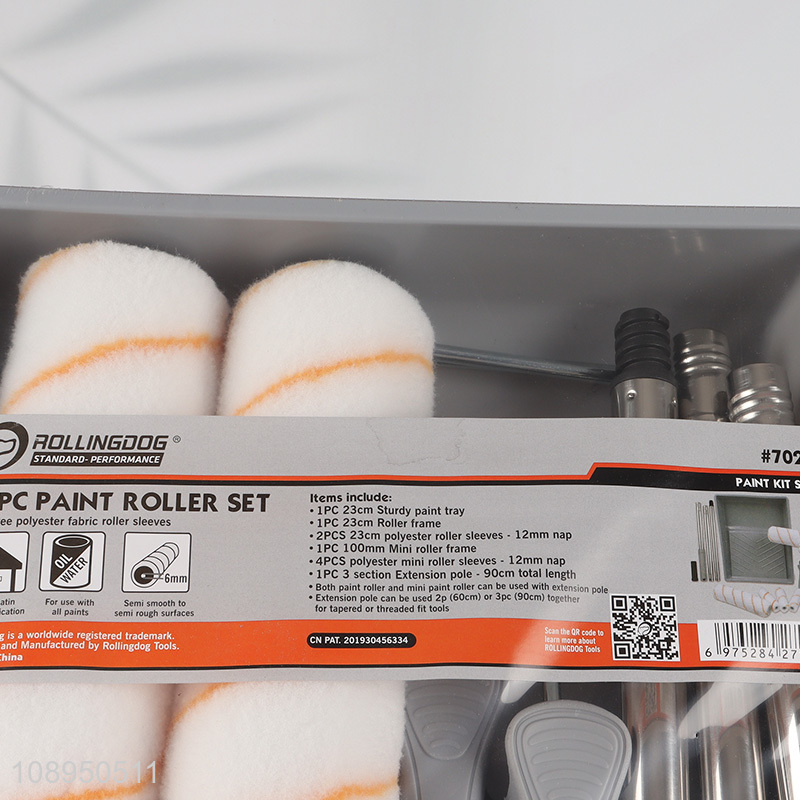 ROLLINGDOG®
STANDARD- PERFORMANCE
#702
PC PAINT ROLLER SET
PAINT KIT S
ee polyester fabric roller sleeves
Items include:
• 1PC 23cm Sturdy paint tray
• 1PC 23cm Roller frame
• 2PCS 23cm polyester roller sleeves - 12mm nap
• 1PC 100mm Mini roller frame
• 4PCS polyester mini roller sleeves - 12mm nap
• 1PC 3 section Extension pole - 90cm total length
• Both paint roller and mini paint roller can be used with extension pole
• Extension pole can be used 2p (60cm) or 3pc (90cm) together
for tapered or threaded fit tools
OIL
WATER
6mm
atin
ication
For use with
all paints
Semi smooth to
semi rough surfaces
g is a worldwide registered trademark.
and Manufactured by Rollingdog Tools.
China
CN PAT. 201930456334
Scan the QR code to
learn more about
ROLLINGDOG Tools
6 975284 27
108950511